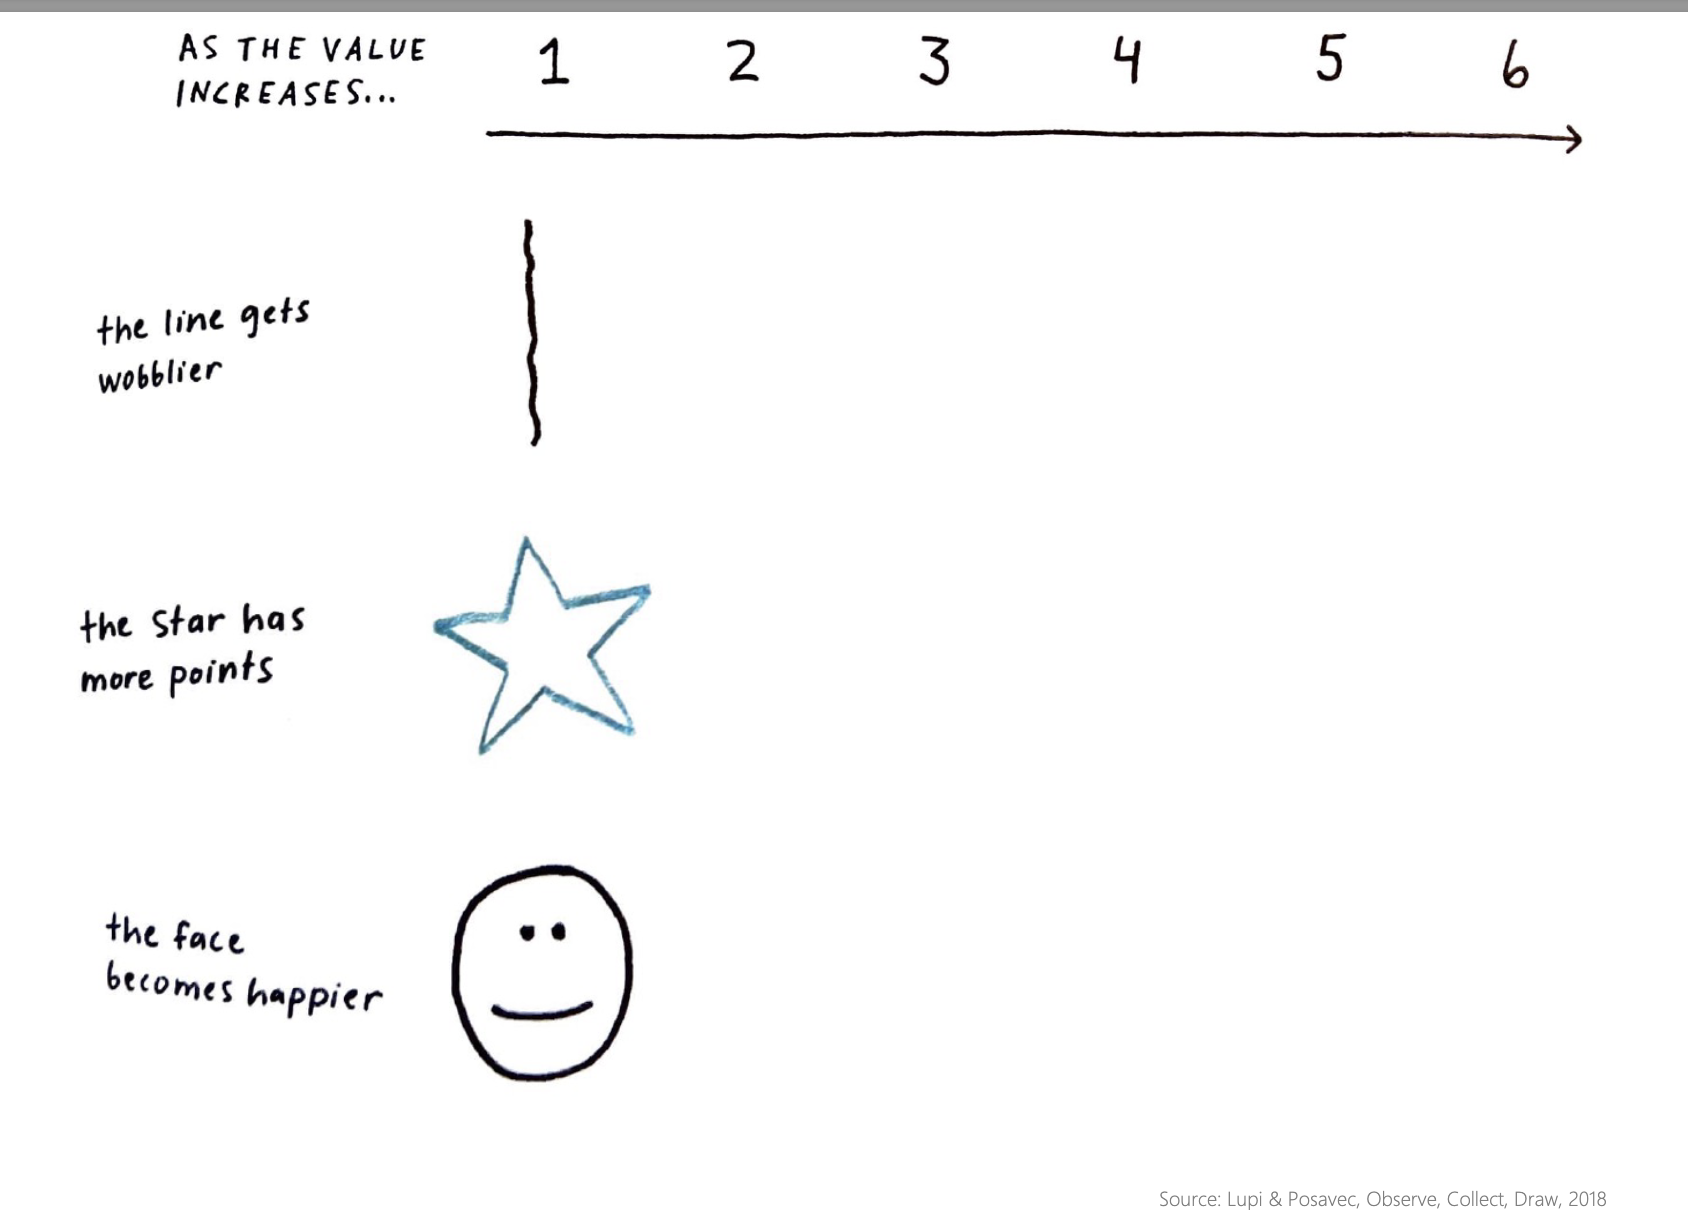 AS THE VALUE
INCREASES...
1 2 3 4 5 6
the line gets
wobblier
the star has
more points
the face
becomes happier
Source: Lupi & Posavec, Observe, Collect, Draw, 2018